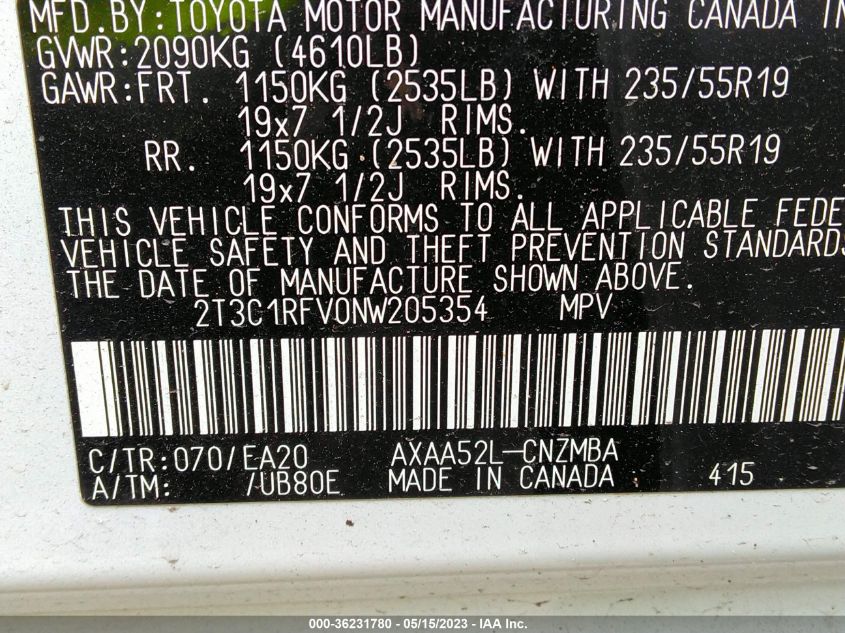 MFD.BY:TOYOTA MOTOR MANUFACTURING CANADA IN
GVWR:2090KG (4610LB)
GAWR:FRT. 1150KG (2535LB) WITH 235/55R19
19x7 1/2J RIMS.
RR. 1150KG (2535LB) WITH 235/55R19
19x7 1/2J RIMS.
THIS VEHICLE CONFORMS TO ALL APPLICABLE FEDE
VEHICLE SAFETY AND THEFT PREVENTION STANDARDS
THE DATE OF MANUFACTURE SHOWN ABOVE.
2T3C1RFV0NW205354 MPV
C/TR:070/EA20 AXAA52L-CNZMBA
A/TM: /UB80E MADE IN CANADA 415
000-36231780 — 05/15/2023 — IAA Inc.